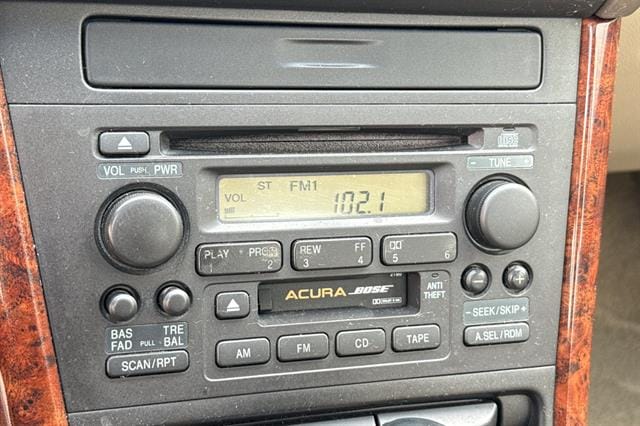 VOL PUSH PWR
- TUNE +
ST FM1
VOL 102.1
PLAY PROG
1 2
REW FF
3 4
5 6
ACURA BOSE
ANTI
THEFT
- SEEK/SKIP +
BAS TRE
FAD PULL BAL
SCAN/RPT
AM FM CD TAPE
A.SEL/RDM